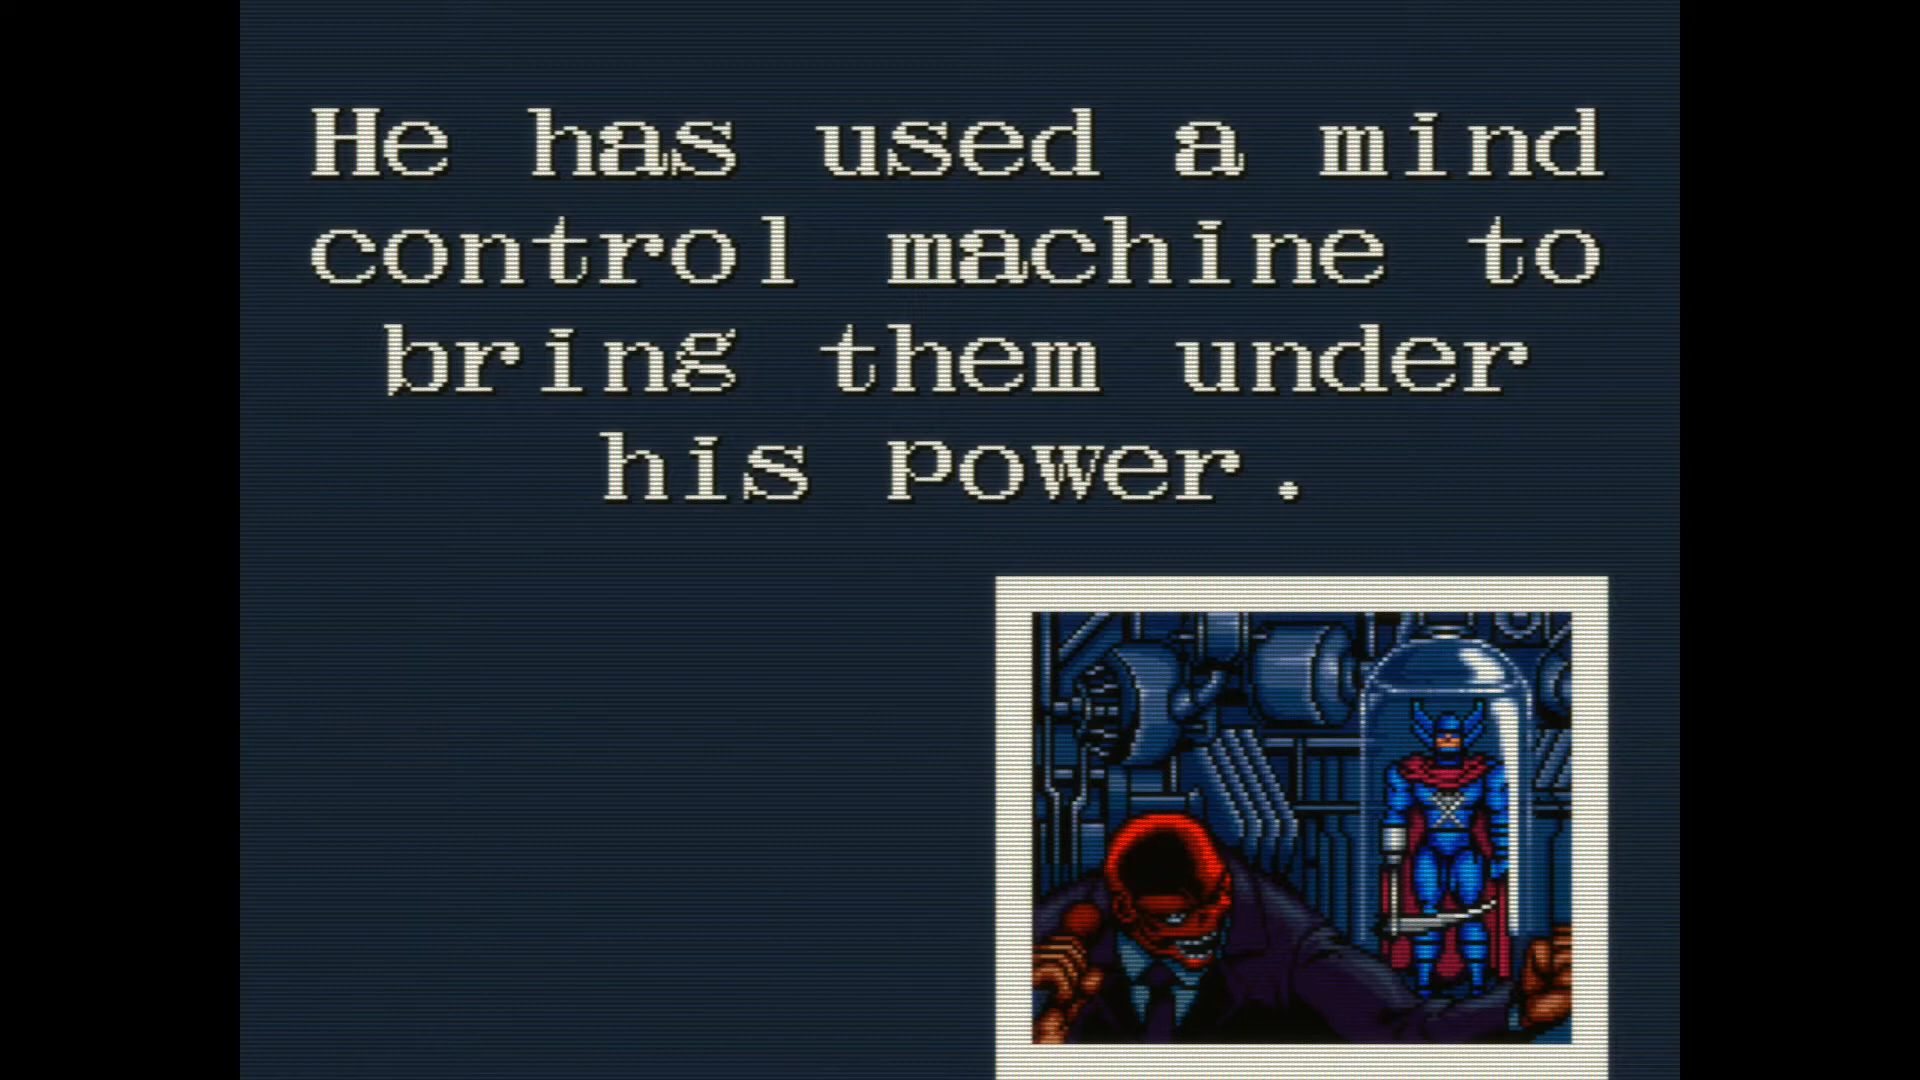 He has used a mind
control machine to
bring them under
his power.